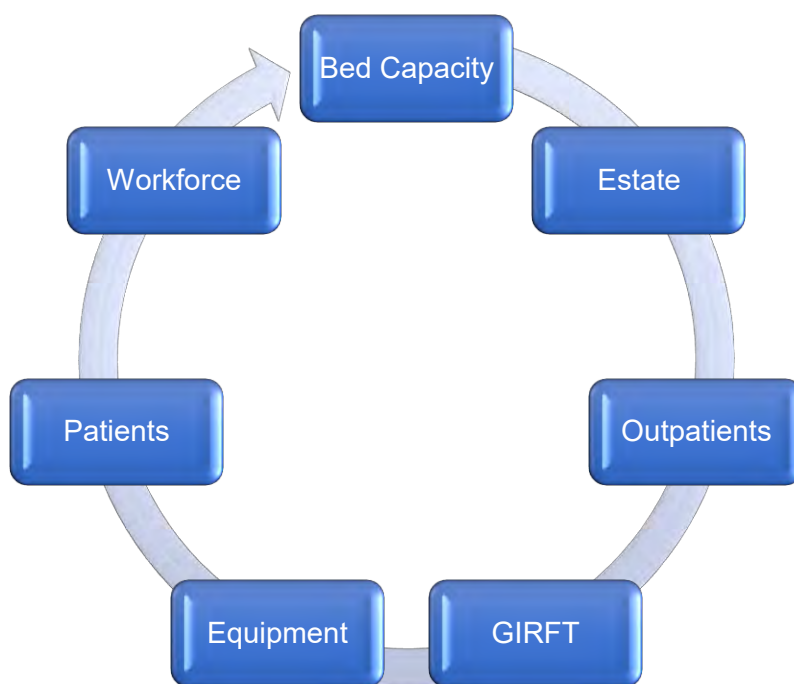 Bed Capacity
Estate
Outpatients
GIRFT
Equipment
Patients
Workforce